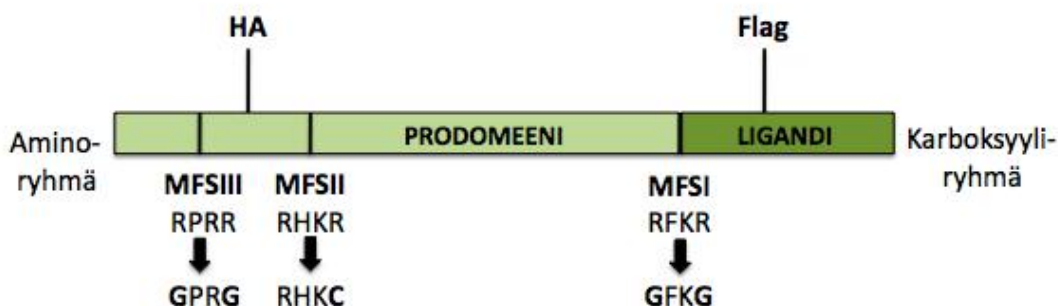 HA Flag
Amino-
ryhmä
PRODOMEENI LIGANDI
Karboksyyli-
ryhmä
MFSIII MFSII MFSI
RPRR RHKR RFKR
GPRG RHKC GFKG